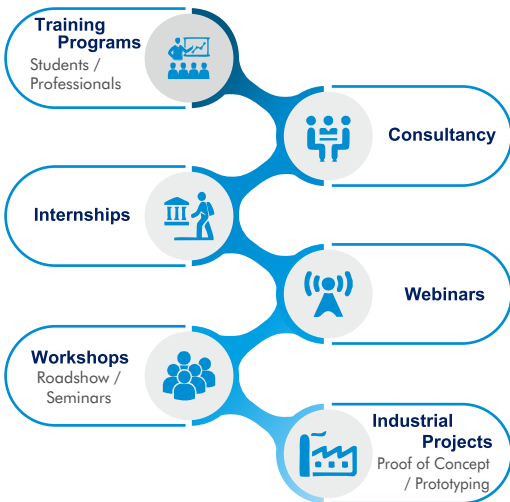 Training
Programs
Students /
Professionals
Consultancy
Internships
Webinars
Workshops
Roadshow /
Seminars
Industrial
Projects
Proof of Concept
/ Prototyping